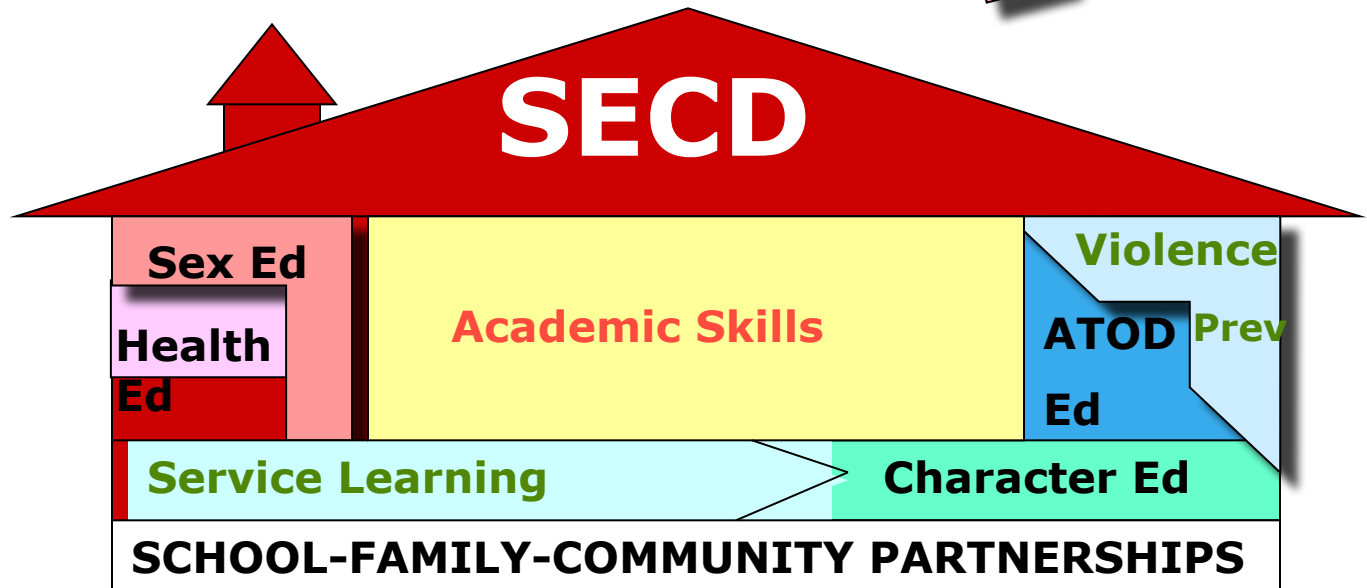 SECD
Sex Ed
Health
Ed
Academic Skills
Violence
Prev
ATOD
Ed
Service Learning
Character Ed
SCHOOL-FAMILY-COMMUNITY PARTNERSHIPS